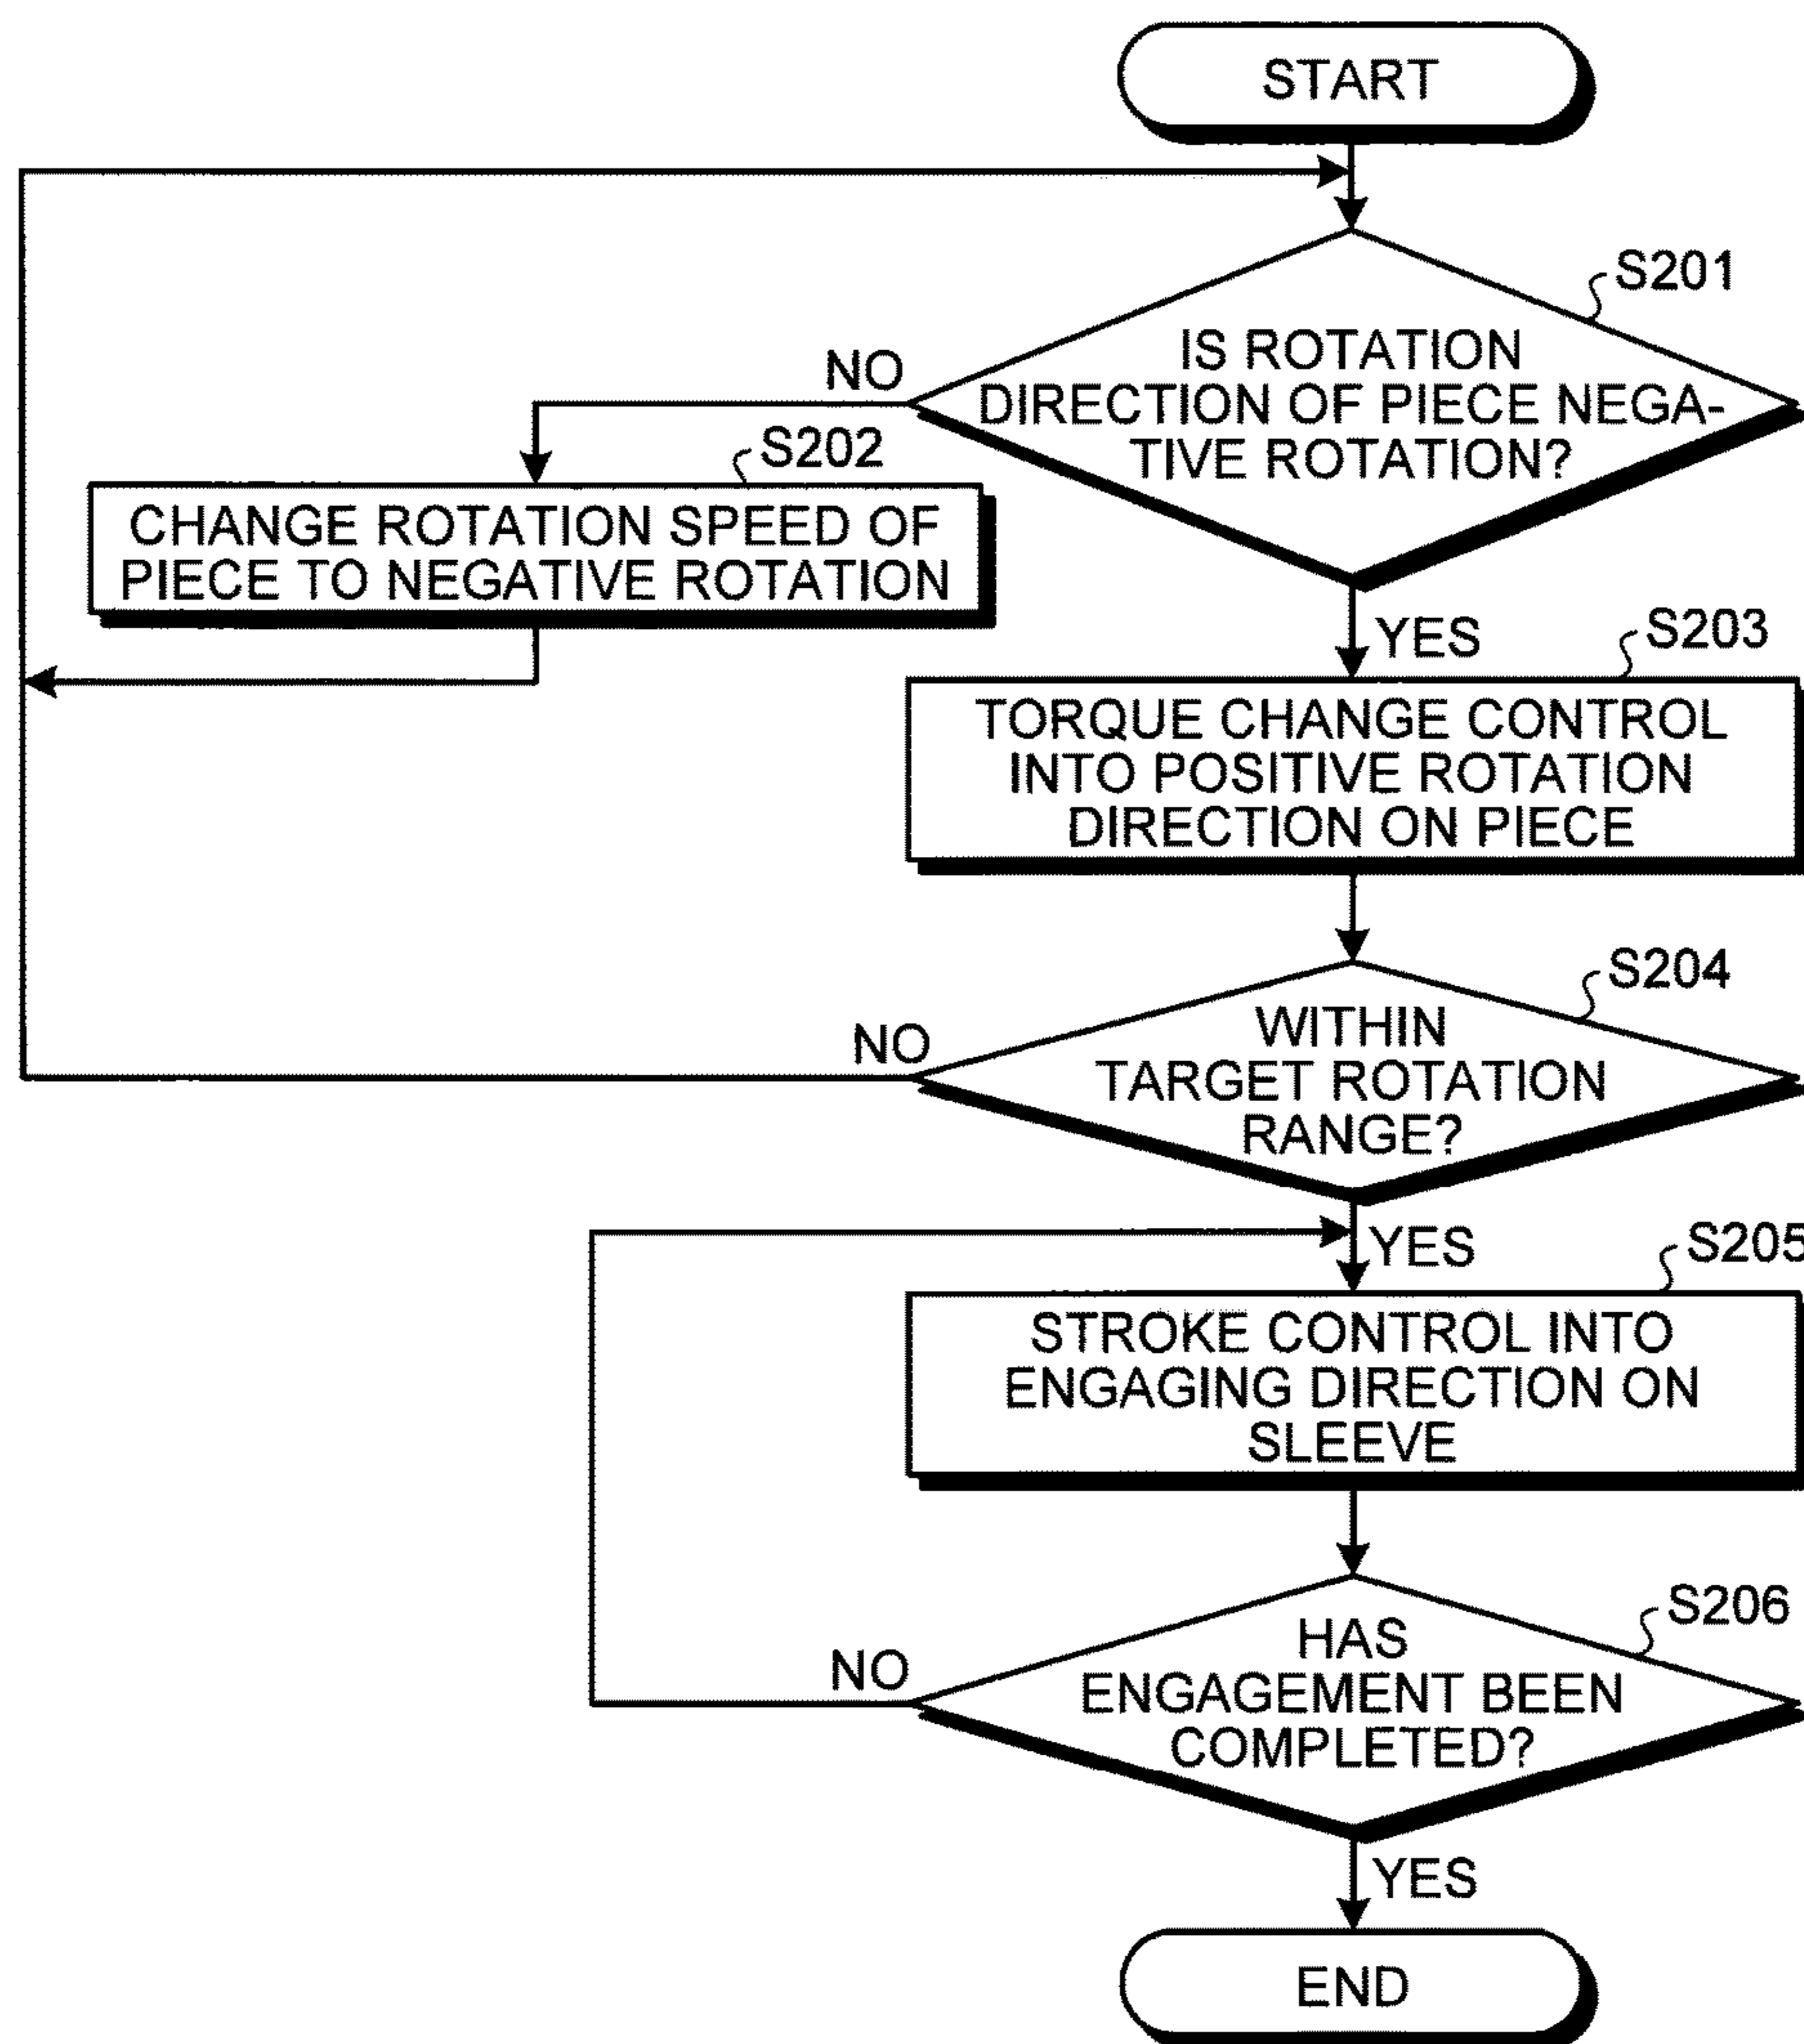 START
S201
IS ROTATION
DIRECTION OF PIECE NEGA-
TIVE ROTATION?
NO
S202
CHANGE ROTATION SPEED OF
PIECE TO NEGATIVE ROTATION
YES
S203
TORQUE CHANGE CONTROL
INTO POSITIVE ROTATION
DIRECTION ON PIECE
S204
WITHIN
TARGET ROTATION
RANGE?
NO
YES
S205
STROKE CONTROL INTO
ENGAGING DIRECTION ON
SLEEVE
S206
HAS
ENGAGEMENT BEEN
COMPLETED?
NO
YES
END